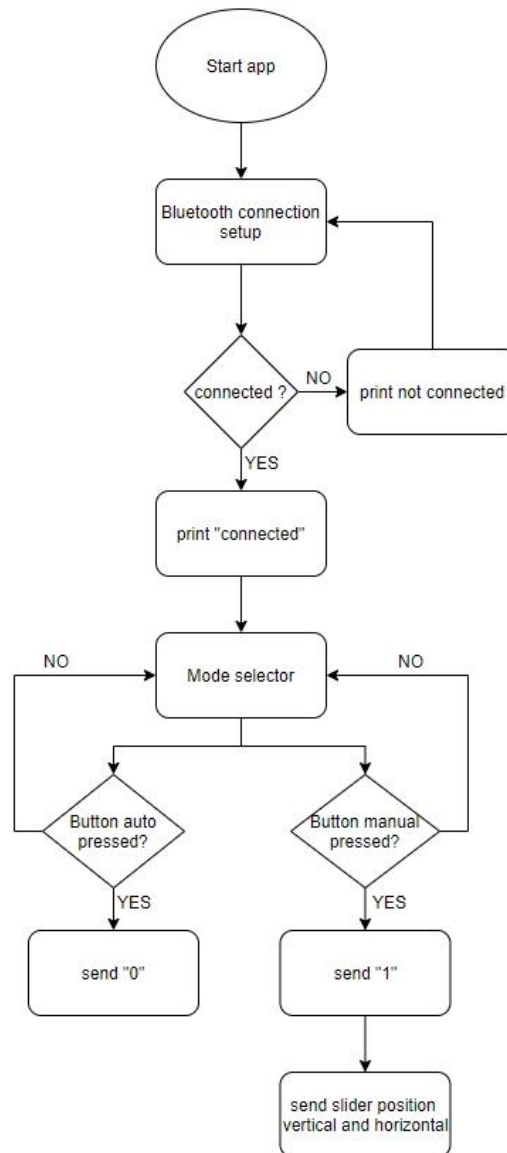 Start app
Bluetooth connection
setup
connected ?
NO
print not connected
YES
print "connected"
NO
Mode selector
NO
Button auto
pressed?
Button manual
pressed?
YES
YES
send "0"
send "1"
send slider position
vertical and horizontal